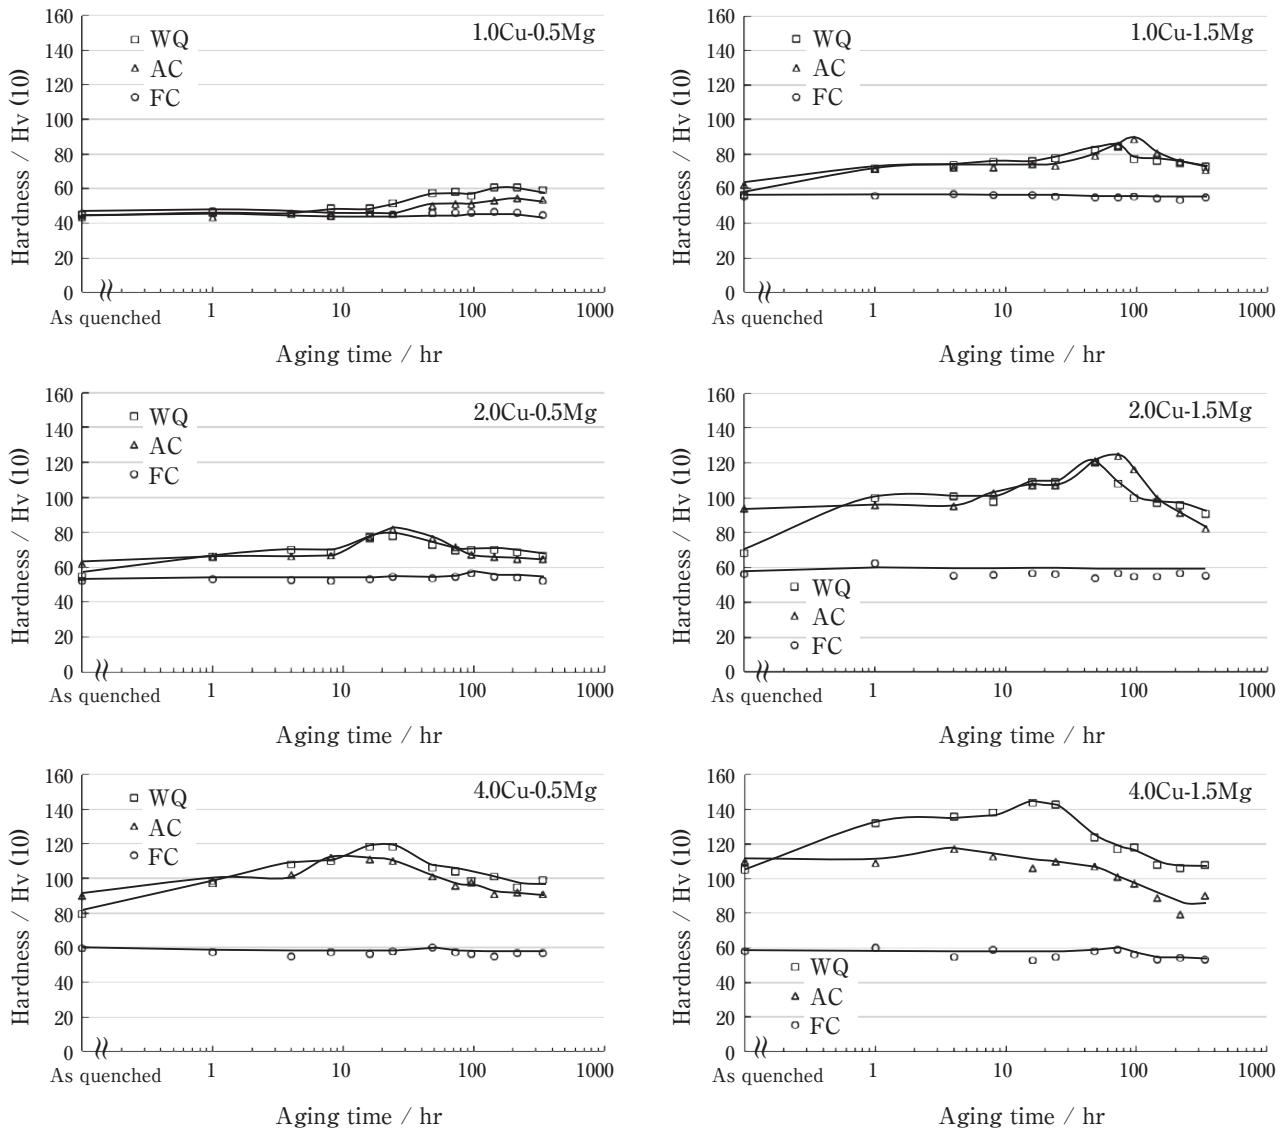 1.0Cu-0.5Mg
WQ
AC
FC
Hardness / Hv (10)
160
140
120
100
80
60
40
20
0
As quenched
1
10
100
1000
Aging time / hr
1.0Cu-1.5Mg
WQ
AC
FC
Hardness / Hv (10)
160
140
120
100
80
60
40
20
0
As quenched
1
10
100
1000
Aging time / hr
2.0Cu-0.5Mg
WQ
AC
FC
Hardness / Hv (10)
160
140
120
100
80
60
40
20
0
As quenched
1
10
100
1000
Aging time / hr
2.0Cu-1.5Mg
WQ
AC
FC
Hardness / Hv (10)
160
140
120
100
80
60
40
20
0
As quenched
1
10
100
1000
Aging time / hr
4.0Cu-0.5Mg
WQ
AC
FC
Hardness / Hv (10)
160
140
120
100
80
60
40
20
0
As quenched
1
10
100
1000
Aging time / hr
4.0Cu-1.5Mg
WQ
AC
FC
Hardness / Hv (10)
160
140
120
100
80
60
40
20
0
As quenched
1
10
100
1000
Aging time / hr